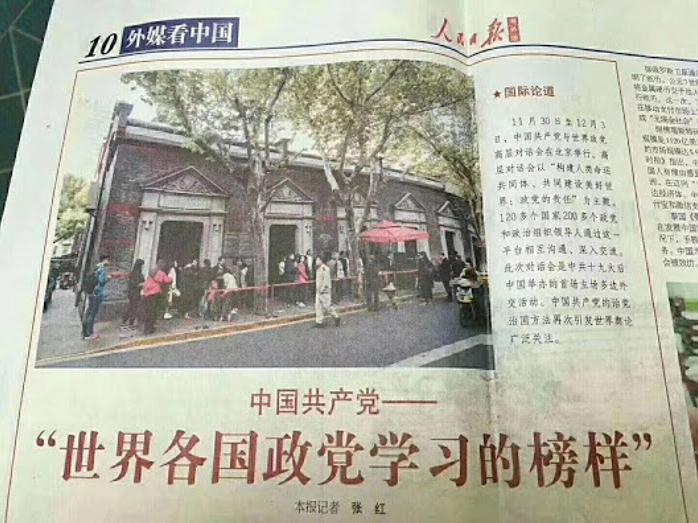 10 外媒看中国
人民日报 海外版
★国际论道
11月30日至12月3
日，中国共产党与世界政党
高层对话会在北京举行。高
层对话会以“构建人类命运
共同体、共同建设美好世
界：政党的责任”为主题，
120多个国家200多个政党
和政治组织领导人通过这一
平台相互沟通、深入交流。
此次对话会是中共十九大后
中国举办的首场主场多边外
交活动。中国共产党的治党
治国方法再次引发世界舆论
广泛关注。
中国共产党——
“世界各国政党学习的榜样”
本报记者 张 红